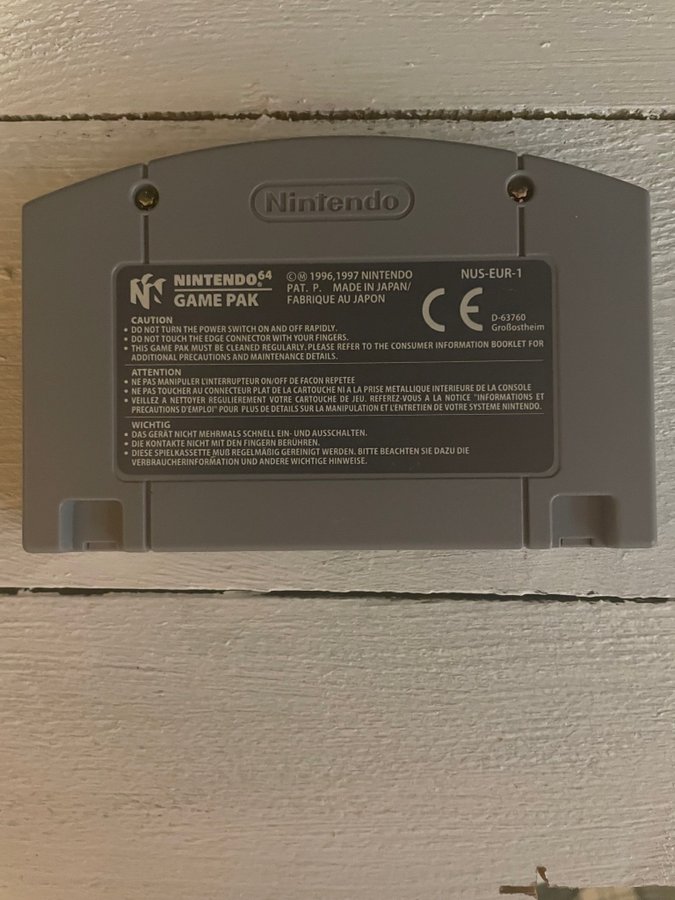 Nintendo
NINTENDO 64
GAME PAK
©Ⓜ 1996,1997 NINTENDO
PAT. P. MADE IN JAPAN/
FABRIQUE AU JAPON
NUS-EUR-1
CE
D-63760
Großostheim
CAUTION
• DO NOT TURN THE POWER SWITCH ON AND OFF RAPIDLY.
• DO NOT TOUCH THE EDGE CONNECTOR WITH YOUR FINGERS.
• THIS GAME PAK MUST BE CLEANED REGULARLY. PLEASE REFER TO THE CONSUMER INFORMATION BOOKLET FOR
ADDITIONAL PRECAUTIONS AND MAINTENANCE DETAILS.
ATTENTION
• NE PAS MANIPULER L'INTERRUPTEUR ON/OFF DE FACON REPETEE
• NE PAS TOUCHER AU CONNECTEUR PLAT DE LA CARTOUCHE NI A LA PRISE METALLIQUE INTERIEURE DE LA CONSOLE
• VEILLEZ A NETTOYER REGULIEREMENT VOTRE CARTOUCHE DE JEU. REFEREZ-VOUS A LA NOTICE "INFORMATIONS ET
PRECAUTIONS D'EMPLOI" POUR PLUS DE DETAILS SUR LA MANIPULATION ET L'ENTRETIEN DE VOTRE SYSTEME NINTENDO.
WICHTIG
• DAS GERÄT NICHT MEHRMALS SCHNELL EIN- UND AUSSCHALTEN.
• DIE KONTAKTE NICHT MIT DEN FINGERN BERÜHREN.
• DIESE SPIELKASSETTE MUß REGELMÄßIG GEREINIGT WERDEN. BITTE BEACHTEN SIE DAZU DIE
VERBRAUCHERINFORMATION UND ANDERE WICHTIGE HINWEISE.